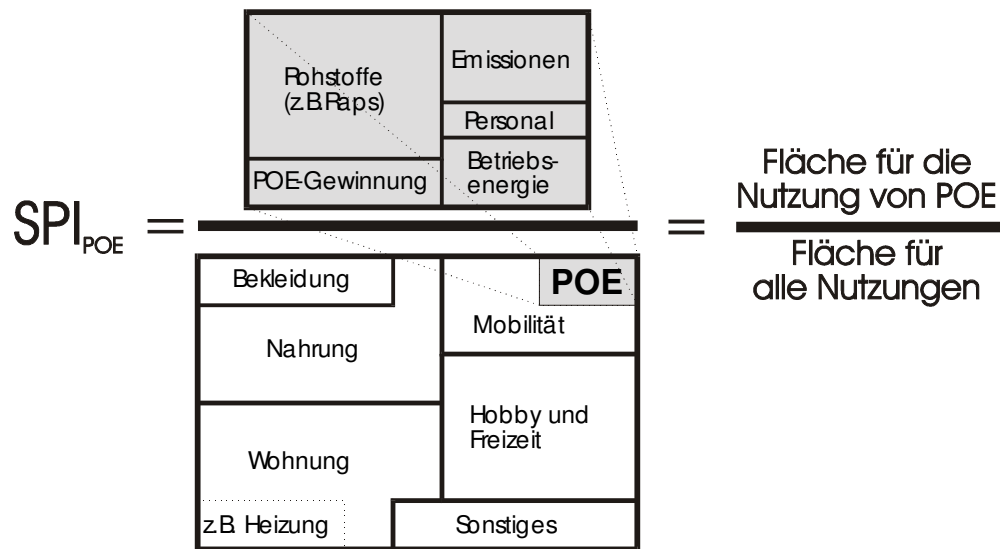 SPI POE = =
Rohstoffe
(z.B.Raps)
Emissionen
Personal
POE-Gewinnung
Betriebs-
energie
Fläche für die
Nutzung von POE
Fläche für
alle Nutzungen
Bekleidung
POE
Mobilität
Nahrung
Hobby und
Freizeit
Wohnung
z.B. Heizung
Sonstiges